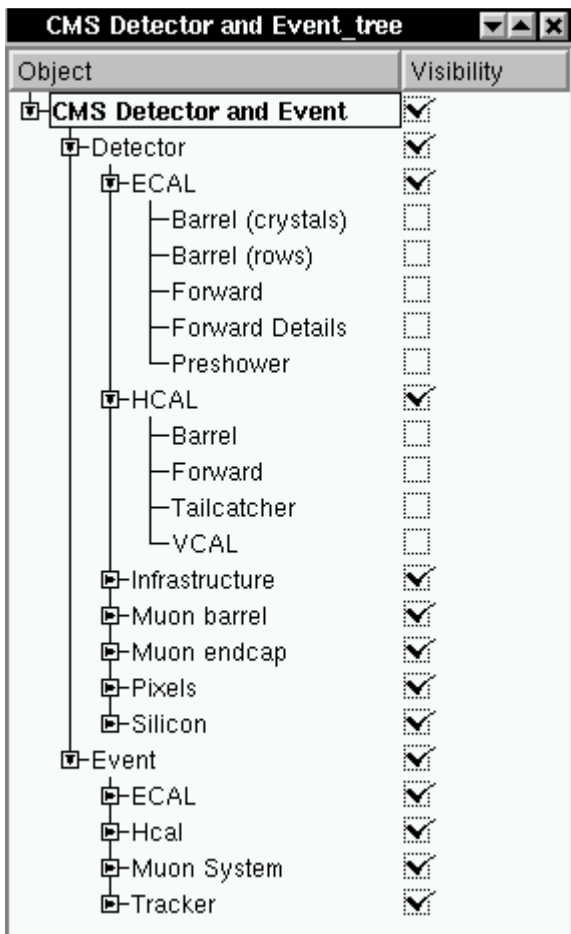 CMS Detector and Event_tree
Object Visibility
CMS Detector and Event
Detector
ECAL
Barrel (crystals)
Barrel (rows)
Forward
Forward Details
Preshower
HCAL
Barrel
Forward
Tailcatcher
VCAL
Infrastructure
Muon barrel
Muon endcap
Pixels
Silicon
Event
ECAL
Hcal
Muon System
Tracker